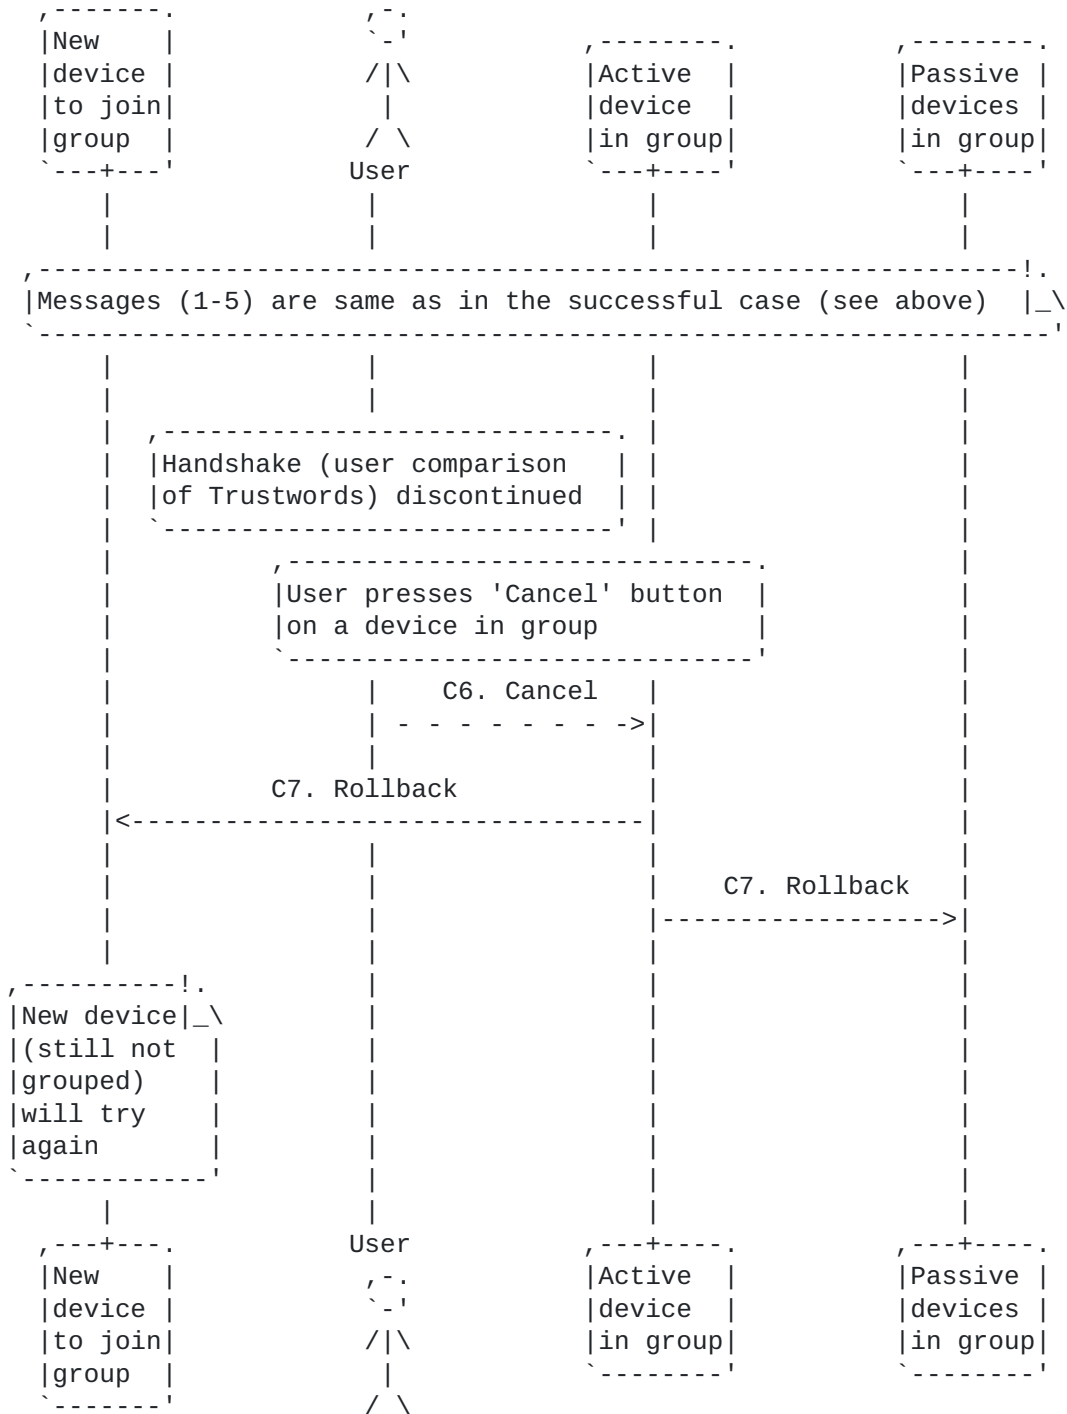 New
device
to join
group
User
Active
device
in group
Passive
devices
in group
Messages (1-5) are same as in the successful case (see above)
Handshake (user comparison
of Trustwords) discontinued
User presses 'Cancel' button
on a device in group
C6. Cancel
C7. Rollback
C7. Rollback
New device
(still not
grouped)
will try
again
New
device
to join
group
User
Active
device
in group
Passive
devices
in group